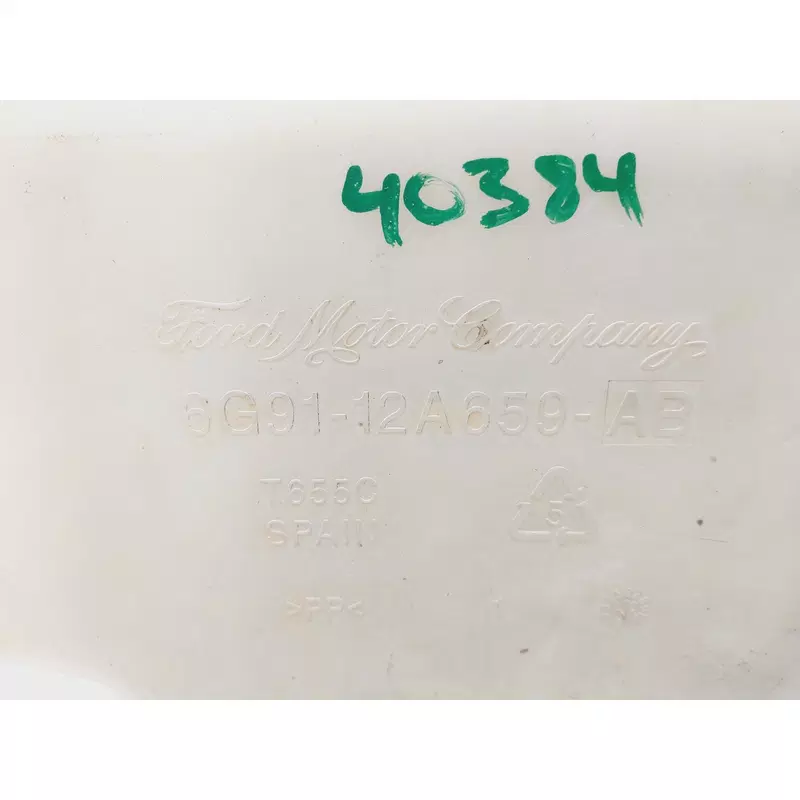 40384
Ford Motor Company
6G91-12A659-AB
T655C
SPAIN
5
>PP<